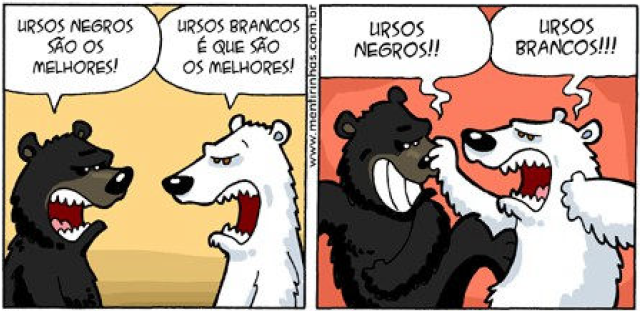 URSOS NEGROS
SÃO OS
MELHORES!
URSOS BRANCOS
É QUE SÃO
OS MELHORES!
www.mentirinhas.com.br
URSOS
NEGROS!!
URSOS
BRANCOS!!!